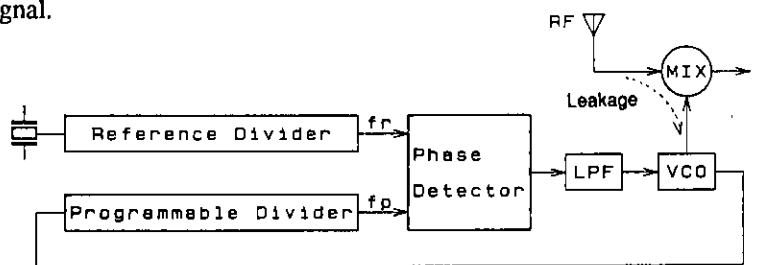 gnal.
RF
MIX
Leakage
Reference Divider
fr
Phase
Detector
LPF
VCO
Programmable Divider
fp